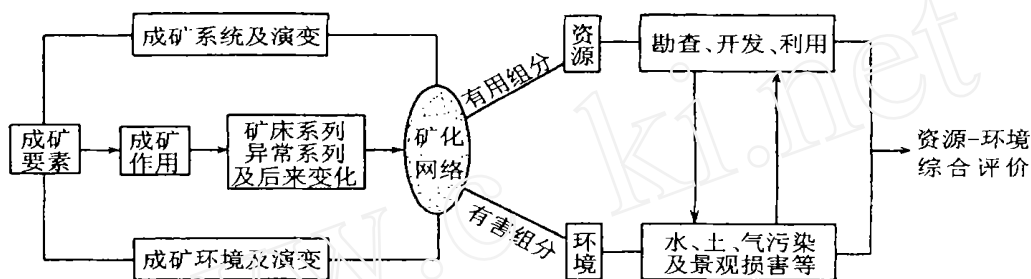 成矿系统及演变
成矿
要素
成矿
作用
矿床系列
异常系列
及后来变化
矿化
网络
成矿环境及演变
有用组分
有害组分
资
源
环
境
勘查、开发、利用
水、土、气污染
及景观损害等
资源-环境
综合评价